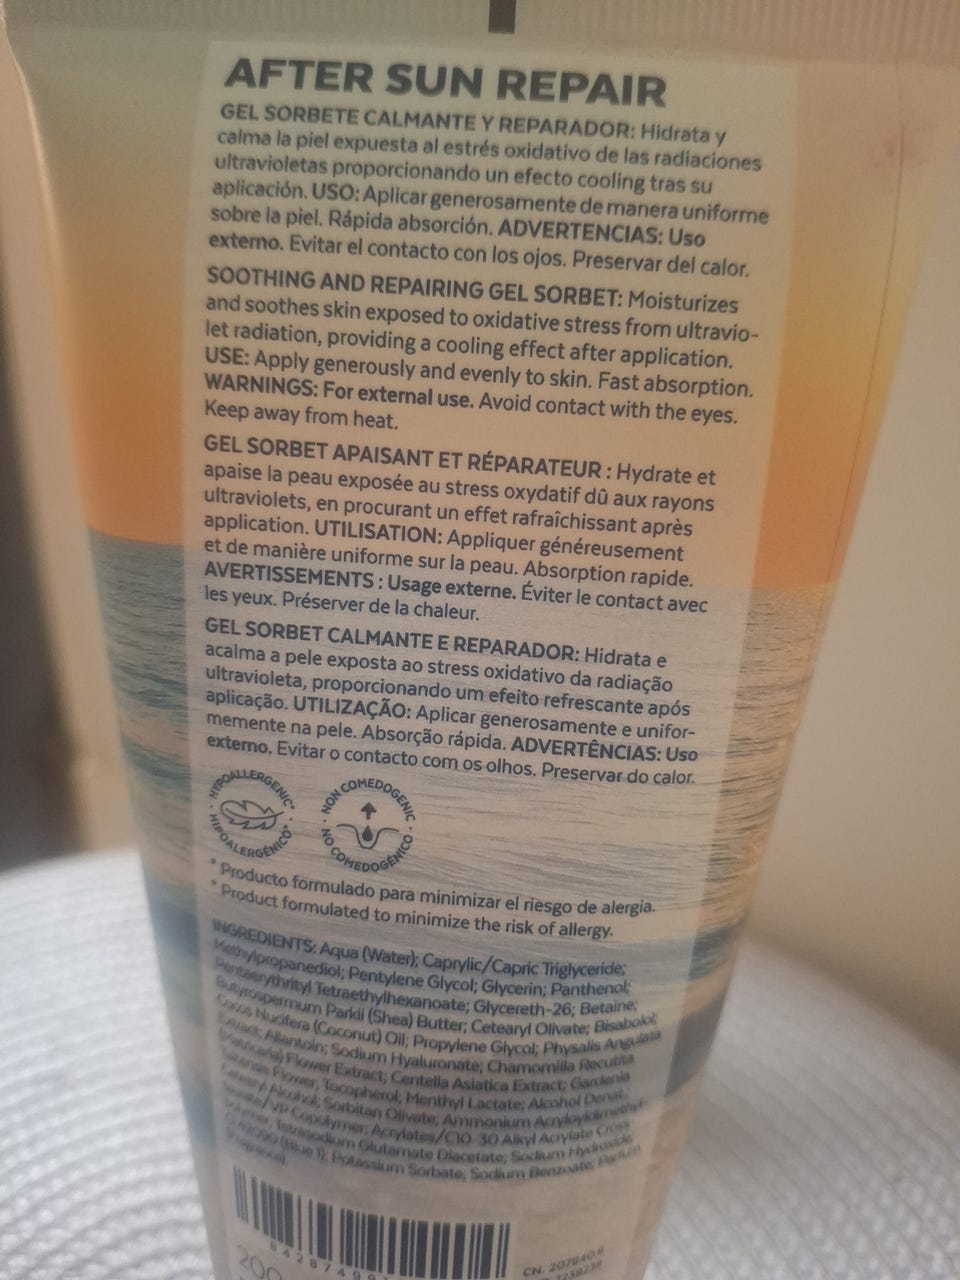 AFTER SUN REPAIR
GEL SORBETE CALMANTE Y REPARADOR: Hidrata y
calma la piel expuesta al estrés oxidativo de las radiaciones
ultravioletas proporcionando un efecto cooling tras su
aplicación. USO: Aplicar generosamente de manera uniforme
sobre la piel. Rápida absorción. ADVERTENCIAS: Uso
externo. Evitar el contacto con los ojos. Preservar del calor.
SOOTHING AND REPAIRING GEL SORBET: Moisturizes
and soothes skin exposed to oxidative stress from ultravio-
let radiation, providing a cooling effect after application.
USE: Apply generously and evenly to skin. Fast absorption.
WARNINGS: For external use. Avoid contact with the eyes.
Keep away from heat.
GEL SORBET APAISANT ET RÉPARATEUR : Hydrate et
apaise la peau exposée au stress oxydatif dû aux rayons
ultraviolets, en procurant un effet rafraîchissant après
application. UTILISATION: Appliquer généreusement
et de manière uniforme sur la peau. Absorption rapide.
AVERTISSEMENTS : Usage externe. Éviter le contact avec
les yeux. Préserver de la chaleur.
GEL SORBET CALMANTE E REPARADOR: Hidrata e
acalma a pele exposta ao stress oxidativo da radiação
ultravioleta, proporcionando um efeito refrescante após
aplicação. UTILIZAÇÃO: Aplicar generosamente e unifor-
memente na pele. Absorção rápida. ADVERTÊNCIAS: Uso
externo. Evitar o contacto com os olhos. Preservar do calor.
HYPOALLERGENIC*
HIPOALERGÉNICO*
NON COMEDOGENIC
NO COMEDOGÉNICO
* Producto formulado para minimizar el riesgo de alergia.
* Product formulated to minimize the risk of allergy.
INGREDIENTS: Aqua (Water); Caprylic/Capric Triglyceride;
Methylpropanediol; Pentylene Glycol; Glycerin; Panthenol;
Pentaerythrityl Tetraethylhexanoate; Glycereth-26; Betaine;
Butyrospermum Parkii (Shea) Butter; Cetearyl Olivate; Bisabolol;
Cocos Nucifera (Coconut) Oil; Propylene Glycol; Physalis Angulata
Extract; Allantoin; Sodium Hyaluronate; Chamomilla Recutita
(Matricaria) Flower Extract; Centella Asiatica Extract; Gardenia
Taitensis Flower; Tocopherol; Menthyl Lactate; Alcohol Denat.;
Cetearyl Alcohol; Sorbitan Olivate; Ammonium Acryloyldimethyl-
taurate/VP Copolymer; Acrylates/C10-30 Alkyl Acrylate Cross-
polymer; Tetrasodium Glutamate Diacetate; Sodium Hydroxide;
CI 42090 (Blue 1); Potassium Sorbate; Sodium Benzoate; Parfum
(Fragrance).
200
CN. 207840.6